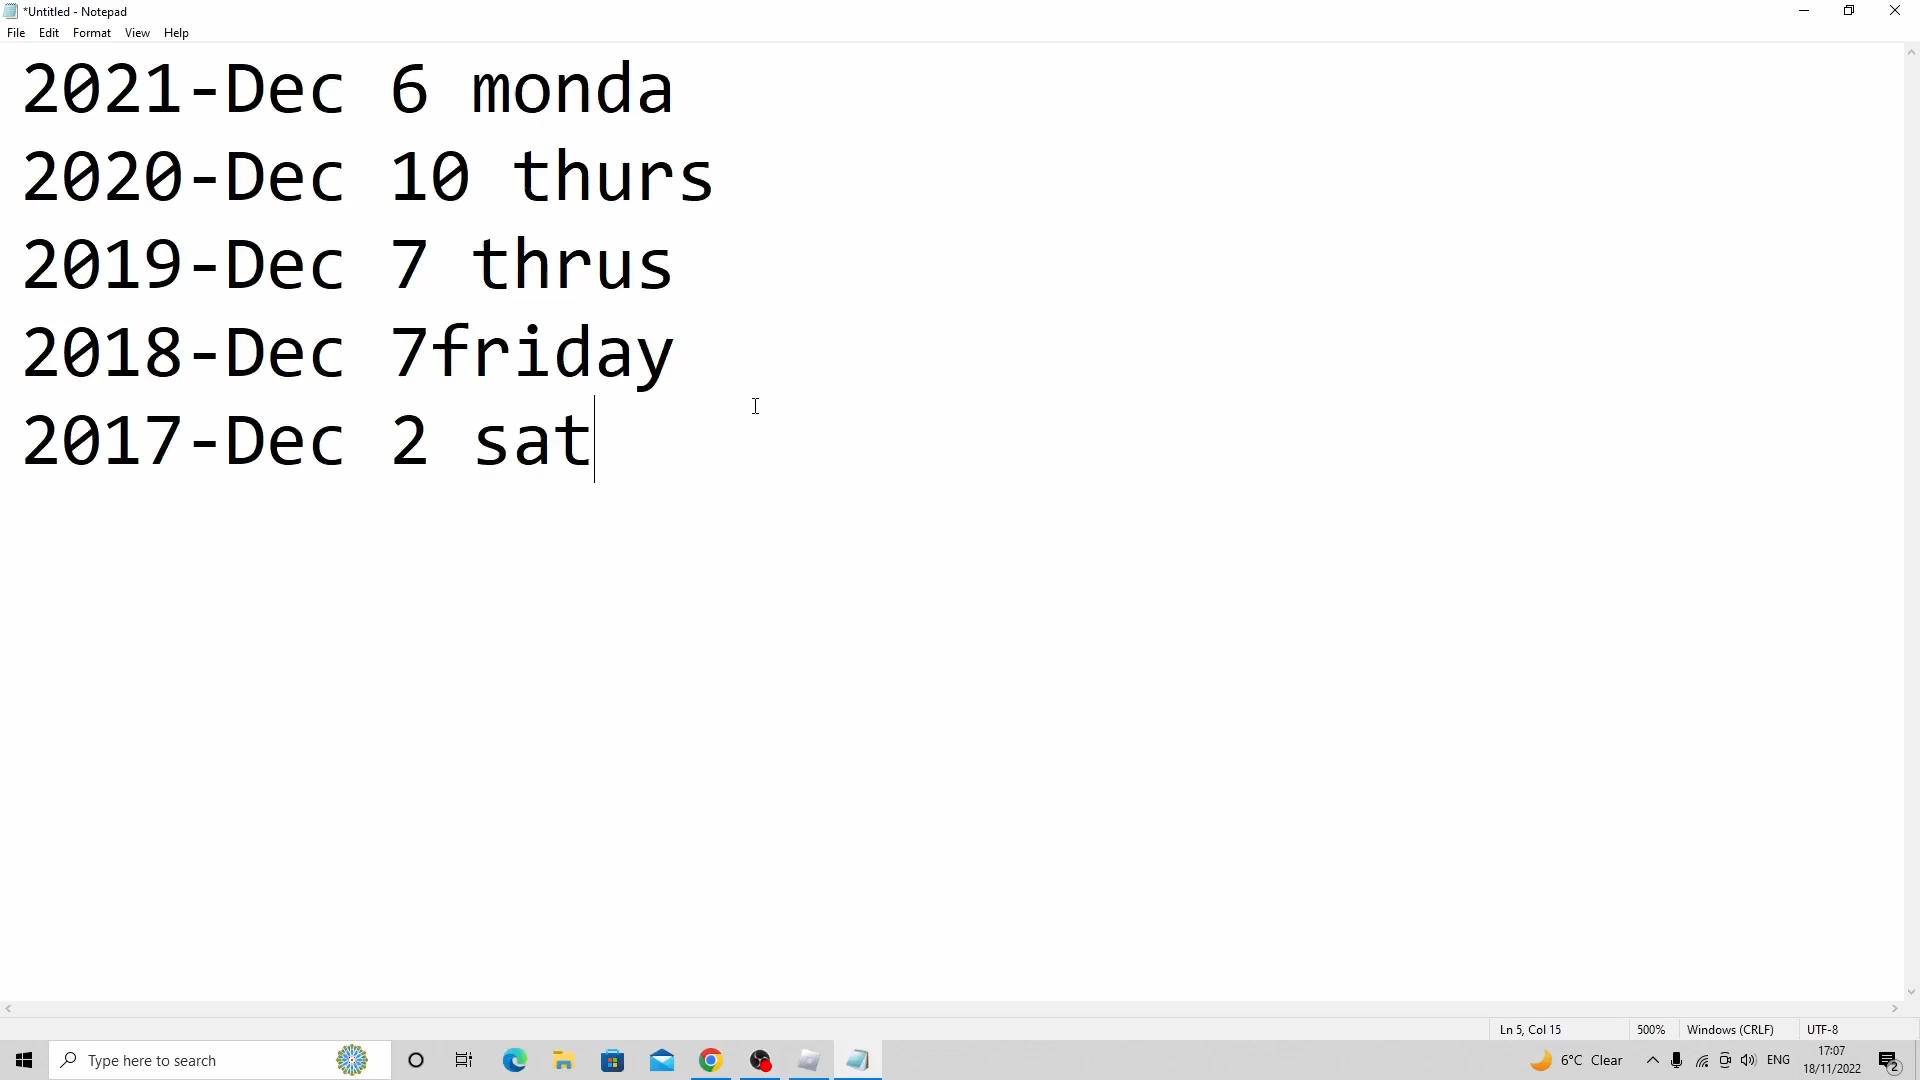 *Untitled - Notepad
File Edit Format View Help
2021-Dec 6 monda
2020-Dec 10 thurs
2019-Dec 7 thrus
2018-Dec 7friday
2017-Dec 2 sat
Ln 5, Col 15 500% Windows (CRLF) UTF-8
Type here to search 6°C Clear ENG 17:07
18/11/2022 2